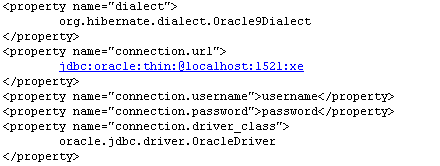 <property name="dialect">
org.hibernate.dialect.Oracle9Dialect
</property>
<property name="connection.url">
jdbc:oracle:thin:@localhost:1521:xe
</property>
<property name="connection.username">username</property>
<property name="connection.password">password</property>
<property name="connection.driver_class">
oracle.jdbc.driver.OracleDriver
</property>